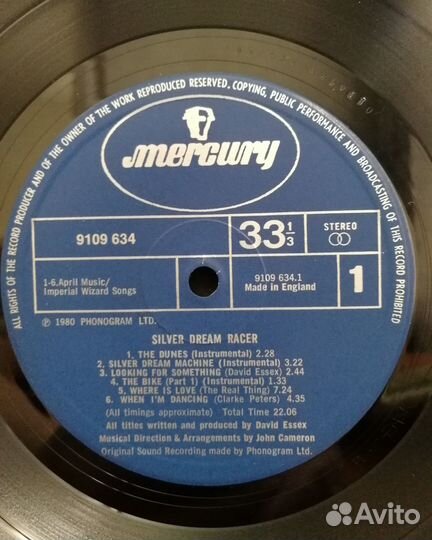 ALL RIGHTS OF THE RECORD PRODUCER AND OF THE OWNER OF THE WORK REPRODUCED RESERVED. COPYING, PUBLIC PERFORMANCE AND BROADCASTING OF THIS RECORD PROHIBITED
mercury
9109 634
33 1/3
STEREO
1-6.April Music/
Imperial Wizard Songs
9109 634.1
Made in England
1
℗ 1980 PHONOGRAM LTD.
SILVER DREAM RACER
1. THE DUNES (Instrumental) 2.28
2. SILVER DREAM MACHINE (Instrumental) 3.22
3. LOOKING FOR SOMETHING (David Essex) 2.44
4. THE BIKE (Part 1) (Instrumental) 1.33
5. WHERE IS LOVE (The Real Thing) 7.24
6. WHEN I'M DANCING (Clarke Peters) 4.35
(All timings approximate) Total Time 22.06
All titles written and produced by David Essex
Musical Direction & Arrangements by John Cameron
Original Sound Recording made by Phonogram Ltd.
Avito